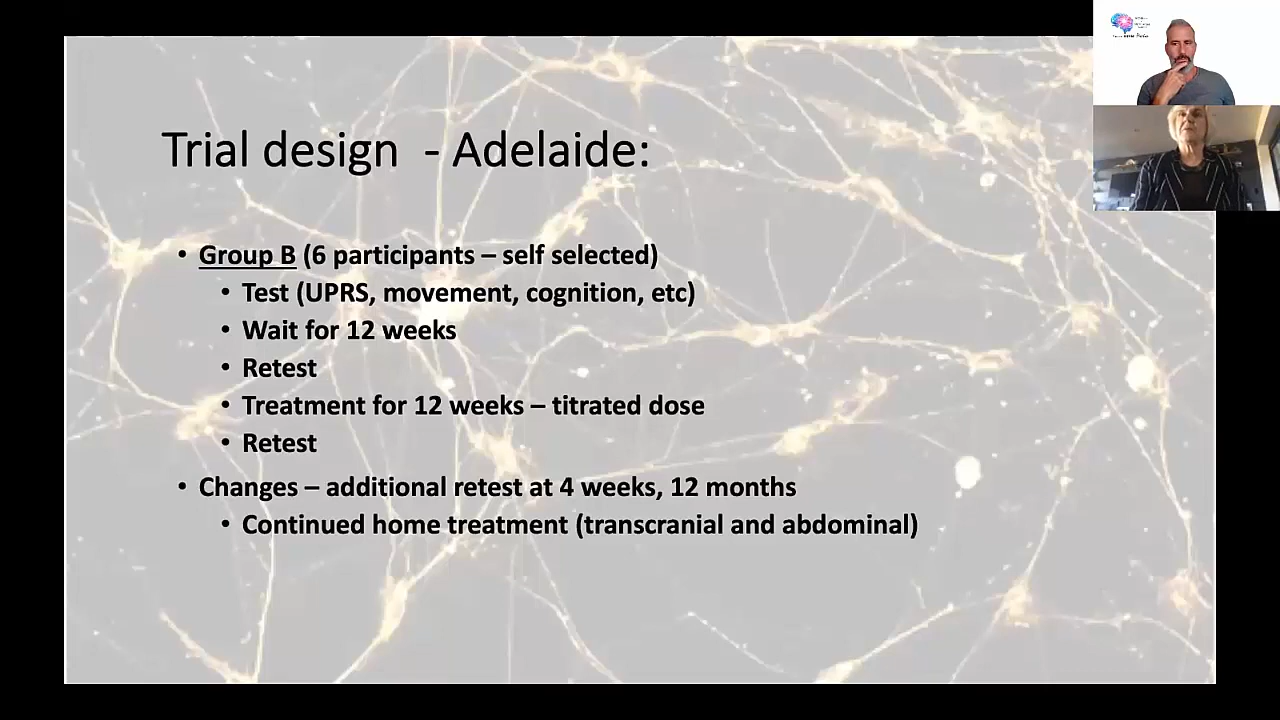 Trial design - Adelaide:
• Group B (6 participants – self selected)
• Test (UPRS, movement, cognition, etc)
• Wait for 12 weeks
• Retest
• Treatment for 12 weeks – titrated dose
• Retest
• Changes – additional retest at 4 weeks, 12 months
• Continued home treatment (transcranial and abdominal)